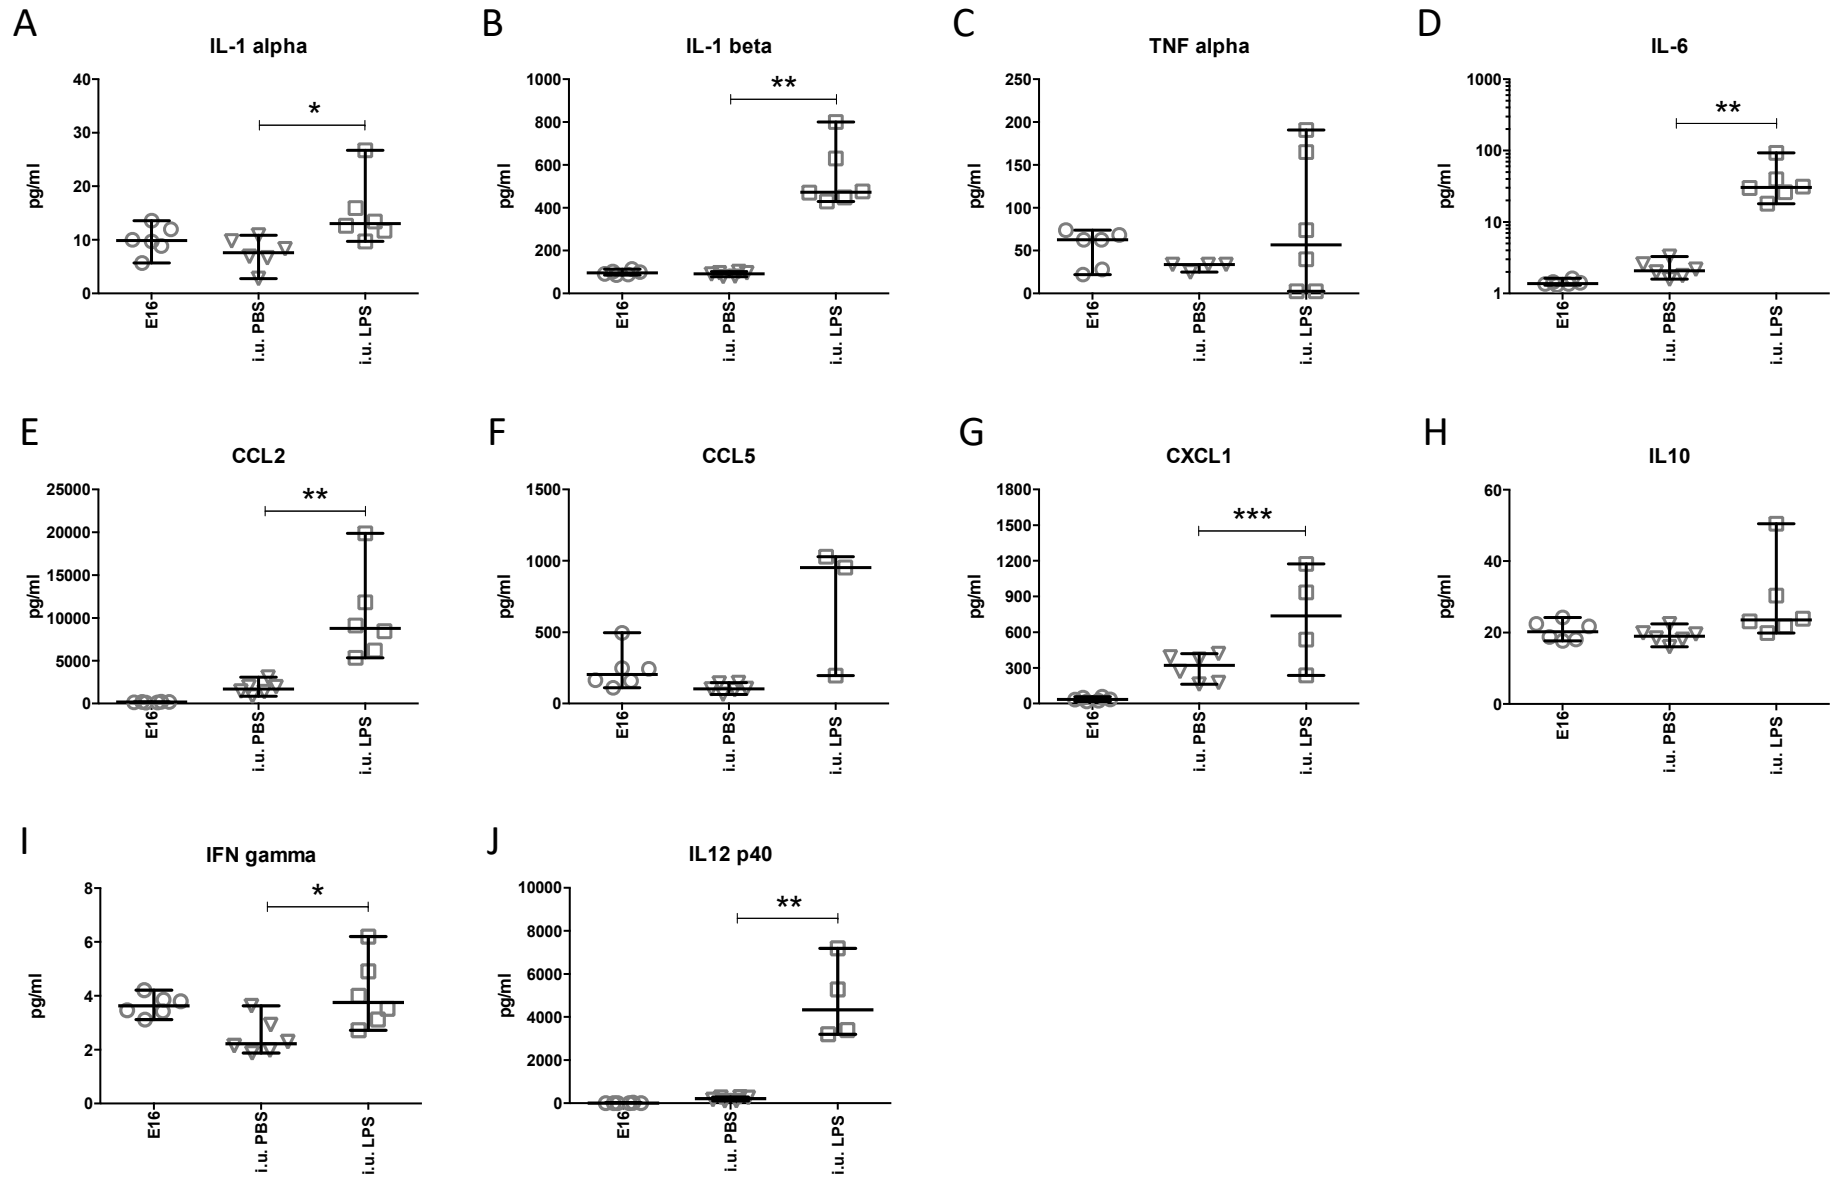 A
IL-1 alpha
pg/ml
40
30
20
10
0
*
E16
i.u. PBS
i.u. LPS
B
IL-1 beta
pg/ml
1000
800
600
400
200
0
**
E16
i.u. PBS
i.u. LPS
C
TNF alpha
pg/ml
250
200
150
100
50
0
E16
i.u. PBS
i.u. LPS
D
IL-6
pg/ml
1000
100
10
1
**
E16
i.u. PBS
i.u. LPS
E
CCL2
pg/ml
25000
20000
15000
10000
5000
0
**
E16
i.u. PBS
i.u. LPS
F
CCL5
pg/ml
1500
1000
500
0
E16
i.u. PBS
i.u. LPS
G
CXCL1
pg/ml
1800
1500
1200
900
600
300
0
***
E16
i.u. PBS
i.u. LPS
H
IL10
pg/ml
60
40
20
0
E16
i.u. PBS
i.u. LPS
I
IFN gamma
pg/ml
8
6
4
2
0
*
E16
i.u. PBS
i.u. LPS
J
IL12 p40
pg/ml
10000
8000
6000
4000
2000
0
**
E16
i.u. PBS
i.u. LPS